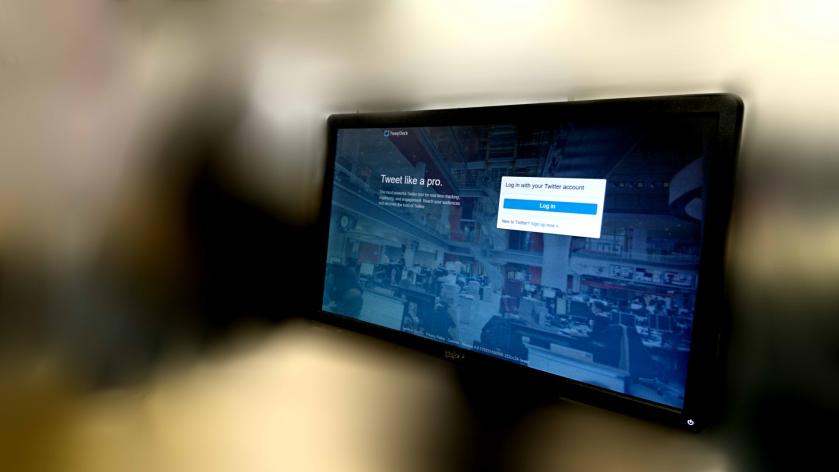 TweetDeck
Tweet like a pro.
The most powerful Twitter tool for real time tracking,
organizing, and engagement. Reach your audiences
and discover the best of Twitter.
Log in with your Twitter account
Log in
New to Twitter? Sign up now »